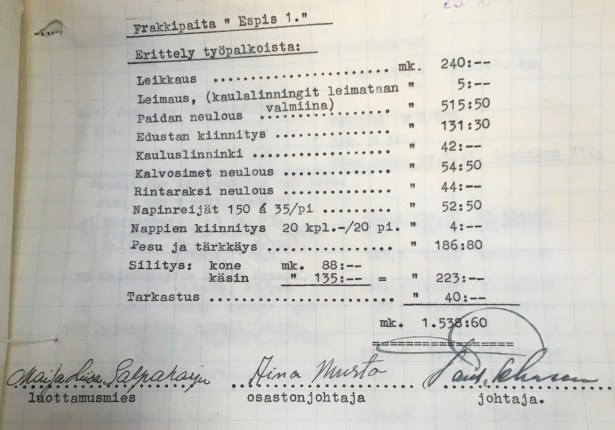 Frakkipaita " Espis 1."
Erittely työpalkoista:
Leikkaus ........................ mk. 240:--
Leimaus, (kaulalinningit leimataan valmiina) " 5:--
Paidan neulous .................. " 515:50
Edustan kiinnitys ............... " 131:30
Kauluslinninki .................. " 42:--
Kalvosimet neulous .............. " 54:50
Rintaraksi neulous .............. " 44:--
Napinreijät 150 á 35/pi ......... " 52:50
Nappien kiinnitys 20 kpl.-/20 pi. " 4:--
Pesu ja tärkkäys ................ " 186:80
Silitys: kone mk. 88:--
käsin " 135:-- = " 223:--
Tarkastus ....................... " 40:--
mk. 1.538:60
Aina Mursto
luottamusmies osastonjohtaja johtaja.